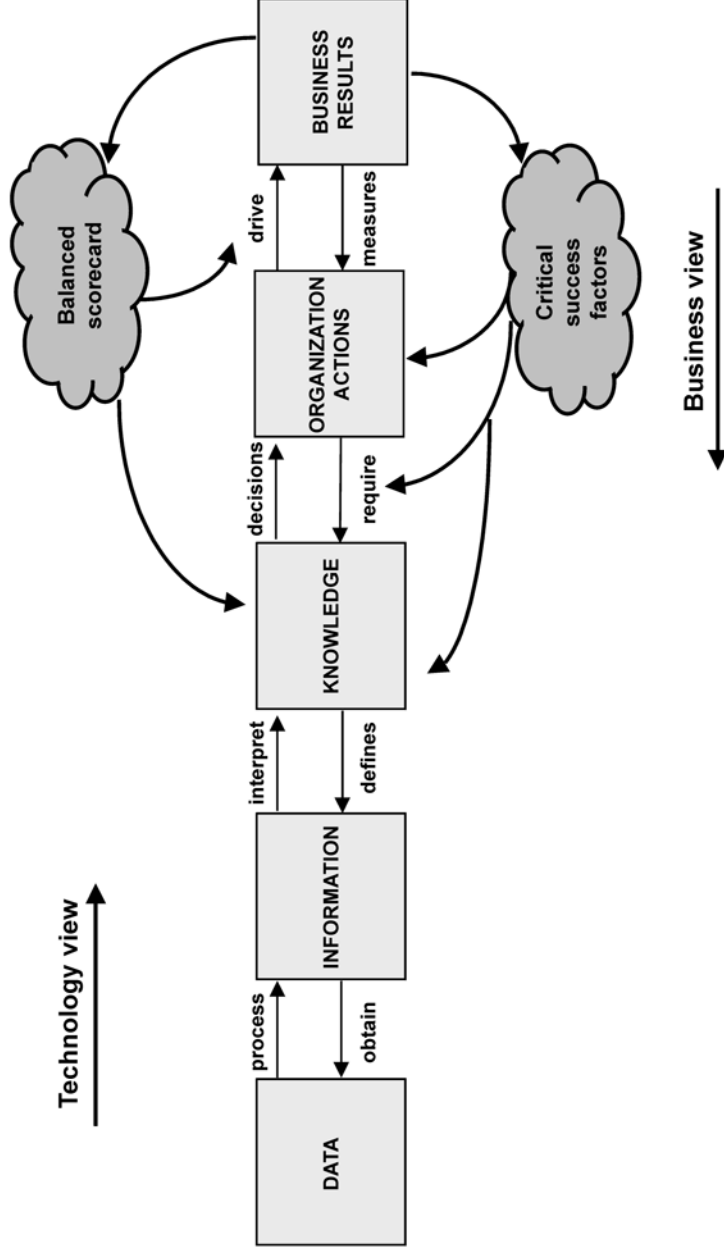 Technology view
Balanced
scorecard
process
interpret
decisions
drive
DATA
INFORMATION
KNOWLEDGE
ORGANIZATION
ACTIONS
BUSINESS
RESULTS
obtain
defines
require
measures
Critical
success
factors
Business view